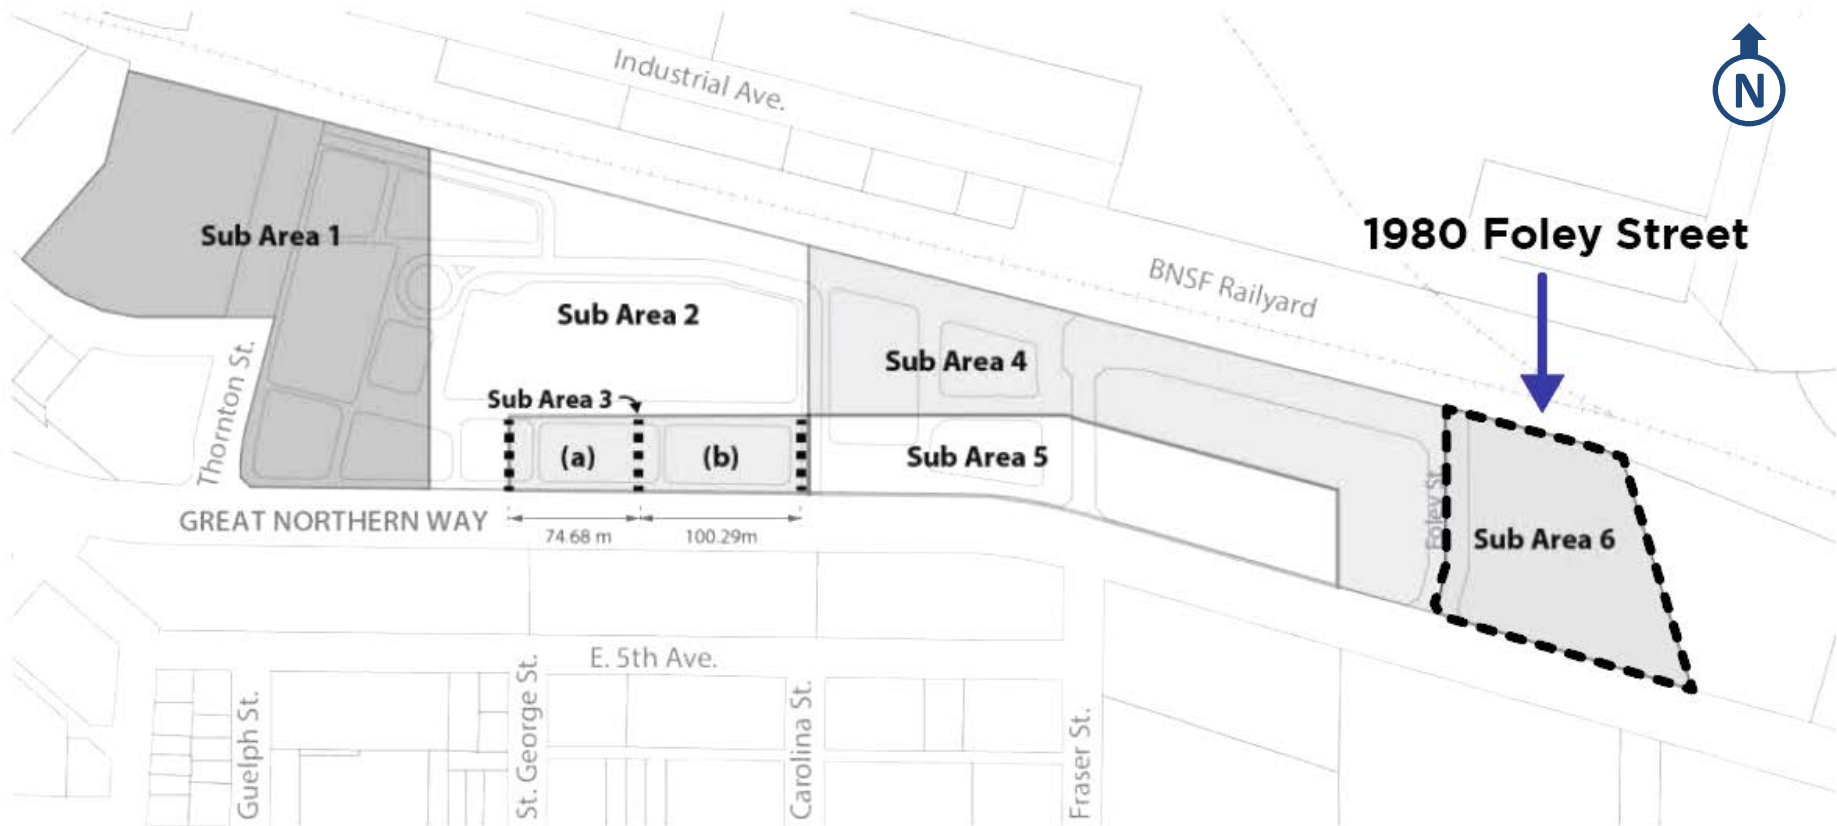 Industrial Ave.
N
1980 Foley Street
Sub Area 1
BNSF Railyard
Sub Area 2
Sub Area 4
Thornton St.
Sub Area 3
(a)
(b)
Sub Area 5
Foley St.
Sub Area 6
GREAT NORTHERN WAY
74.68 m
100.29m
E. 5th Ave.
Guelph St.
St. George St.
Carolina St.
Fraser St.